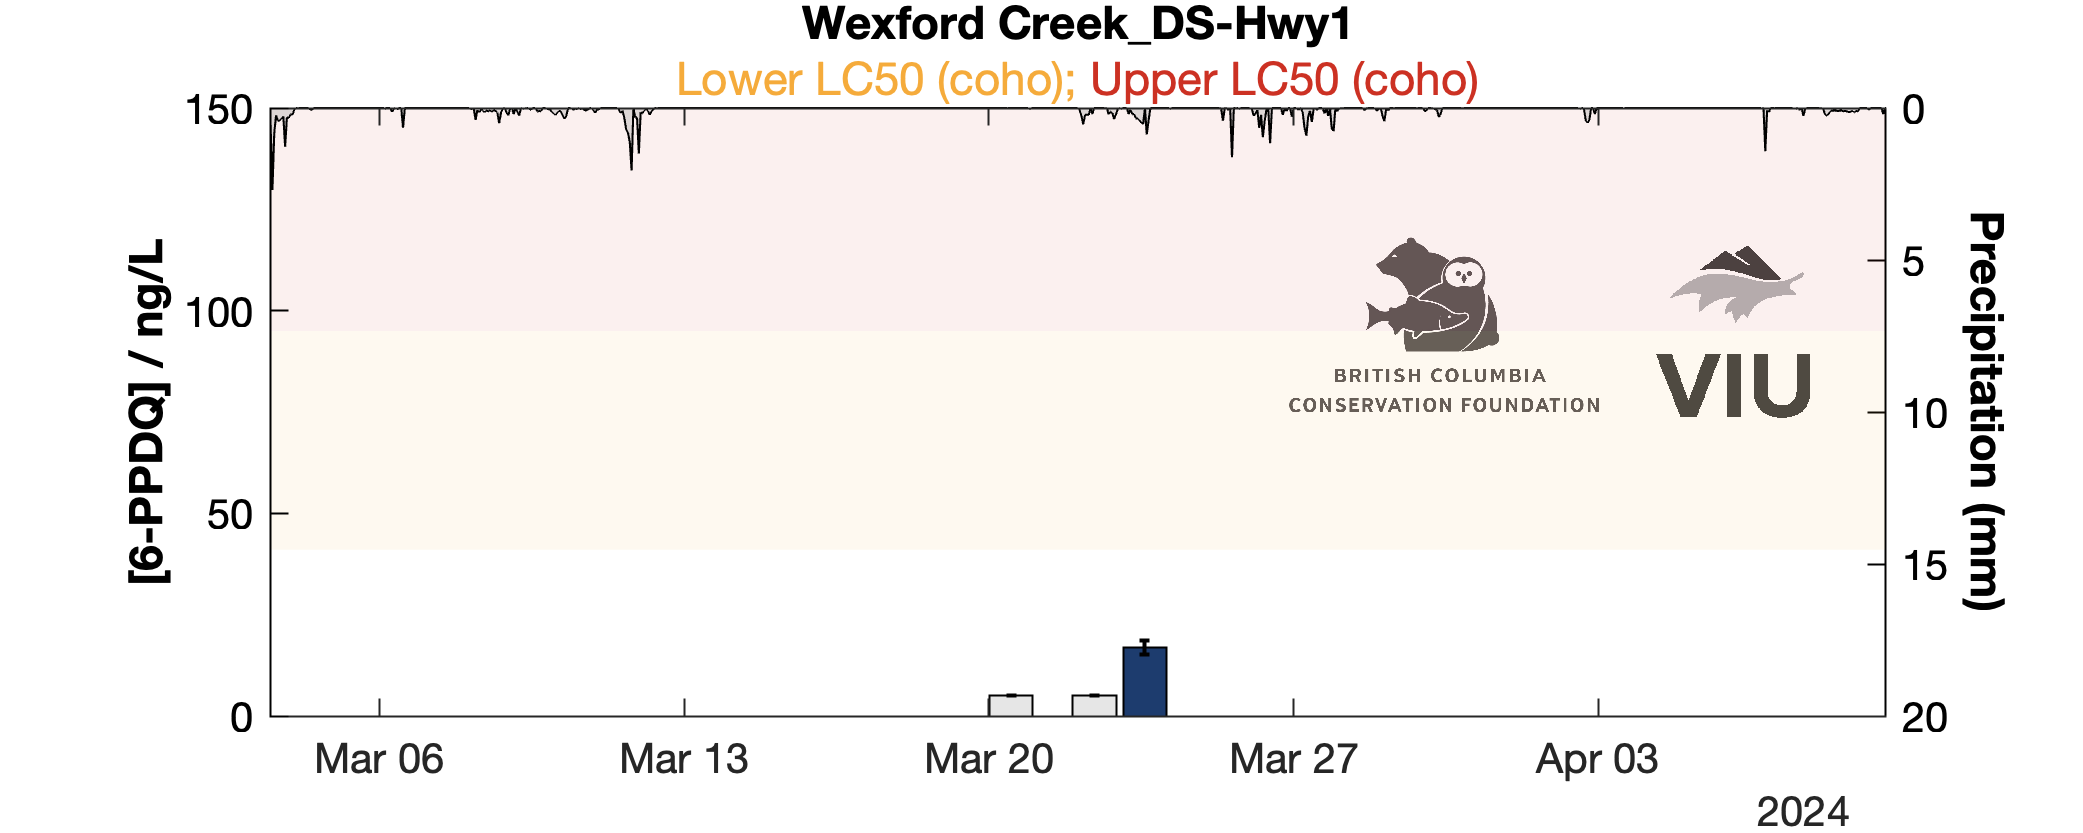 Wexford Creek_DS-Hwy1
Lower LC50 (coho); Upper LC50 (coho)
[6-PPDQ] / ng/L
150
100
50
0
Precipitation (mm)
0
5
10
15
20
BRITISH COLUMBIA
CONSERVATION FOUNDATION
VIU
Mar 06
Mar 13
Mar 20
Mar 27
Apr 03
2024